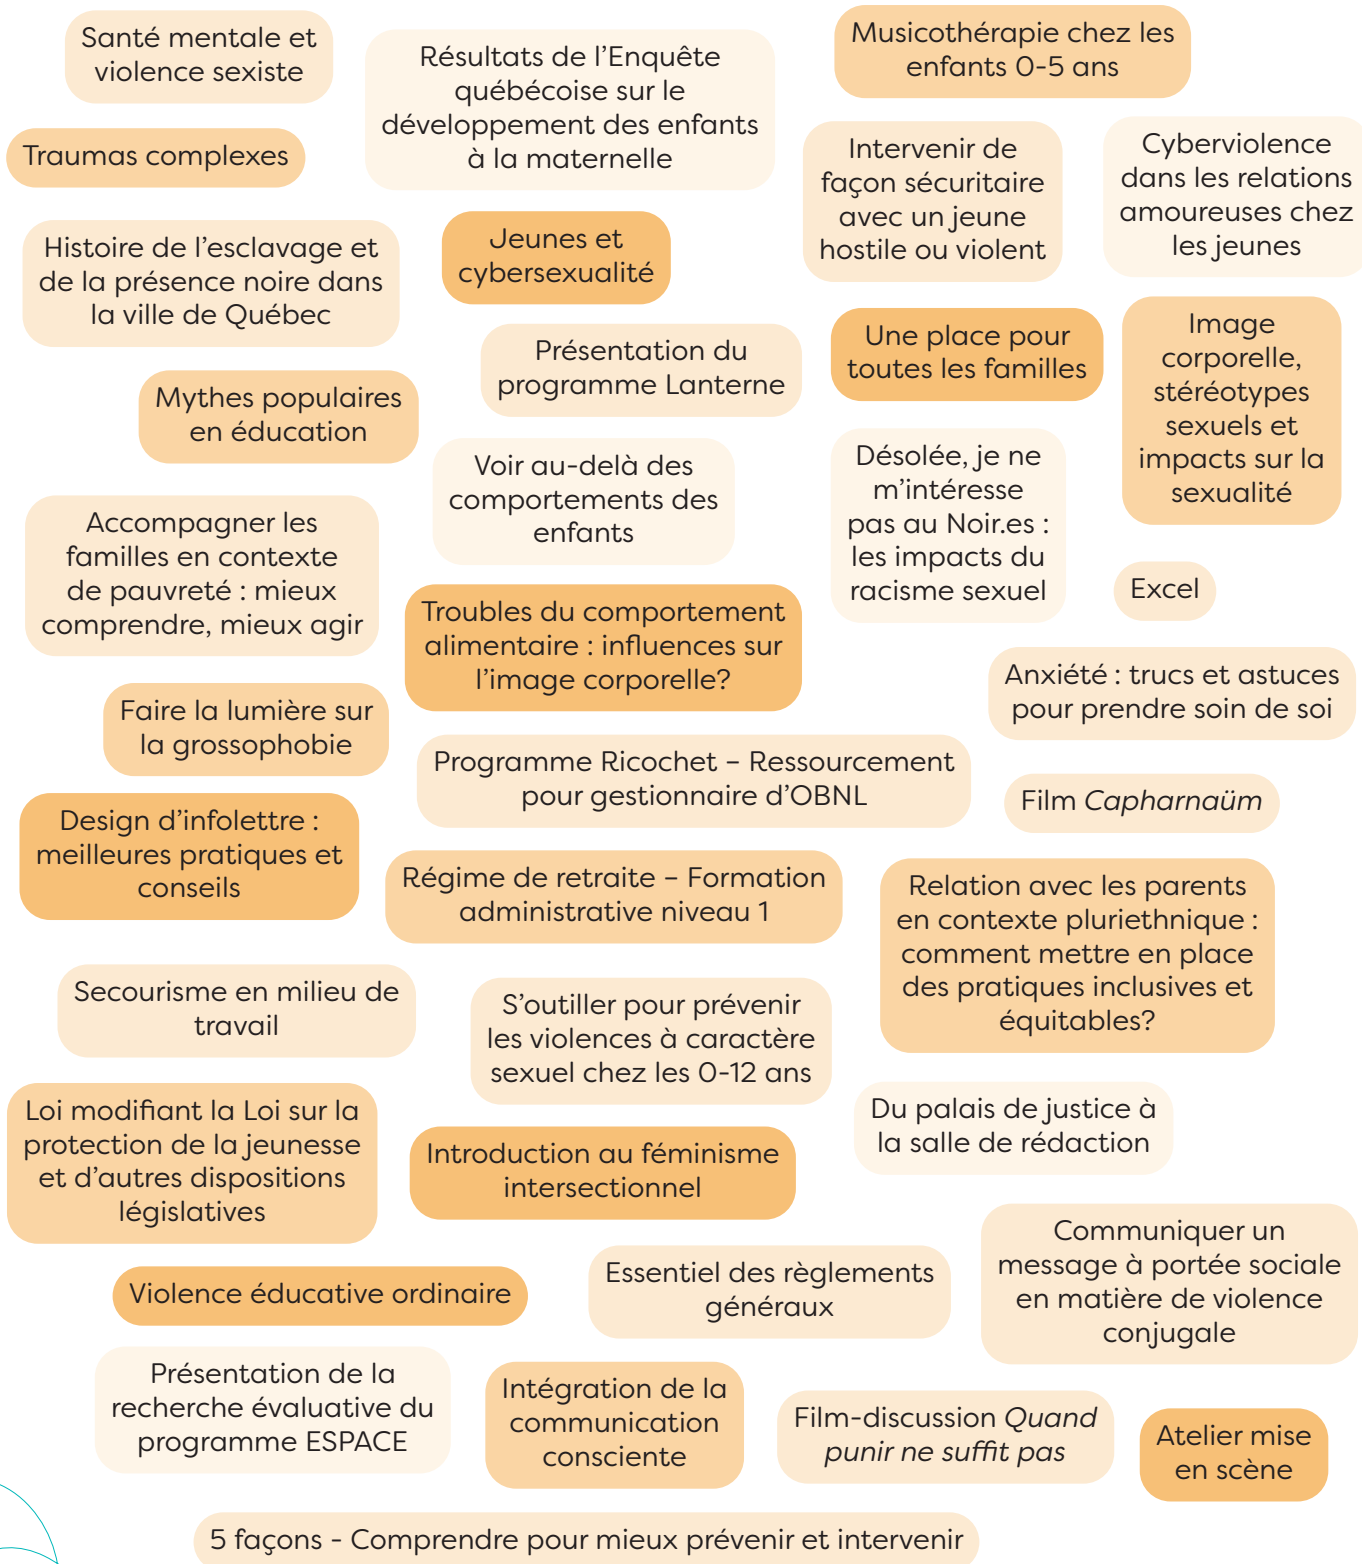 Santé mentale et
violence sexiste
Résultats de l’Enquête
québécoise sur le
développement des enfants
à la maternelle
Musicothérapie chez les
enfants 0-5 ans
Traumas complexes
Intervenir de
façon sécuritaire
avec un jeune
hostile ou violent
Cyberviolence
dans les relations
amoureuses chez
les jeunes
Histoire de l’esclavage et
de la présence noire dans
la ville de Québec
Jeunes et
cybersexualité
Présentation du
programme Lanterne
Une place pour
toutes les familles
Image
corporelle,
stéréotypes
sexuels et
impacts sur la
sexualité
Mythes populaires
en éducation
Voir au-delà des
comportements des
enfants
Désolée, je ne
m’intéresse
pas au Noir.es :
les impacts du
racisme sexuel
Accompagner les
familles en contexte
de pauvreté : mieux
comprendre, mieux agir
Excel
Troubles du comportement
alimentaire : influences sur
l’image corporelle?
Anxiété : trucs et astuces
pour prendre soin de soi
Faire la lumière sur
la grossophobie
Programme Ricochet – Ressourcement
pour gestionnaire d’OBNL
Film Capharnaüm
Design d’infolettre :
meilleures pratiques et
conseils
Régime de retraite – Formation
administrative niveau 1
Relation avec les parents
en contexte pluriethnique :
comment mettre en place
des pratiques inclusives et
équitables?
Secourisme en milieu de
travail
S’outiller pour prévenir
les violences à caractère
sexuel chez les 0-12 ans
Loi modifiant la Loi sur la
protection de la jeunesse
et d’autres dispositions
législatives
Du palais de justice à
la salle de rédaction
Introduction au féminisme
intersectionnel
Communiquer un
message à portée sociale
en matière de violence
conjugale
Violence éducative ordinaire
Essentiel des règlements
généraux
Présentation de la
recherche évaluative du
programme ESPACE
Intégration de la
communication
consciente
Film-discussion Quand
punir ne suffit pas
Atelier mise
en scène
5 façons - Comprendre pour mieux prévenir et intervenir